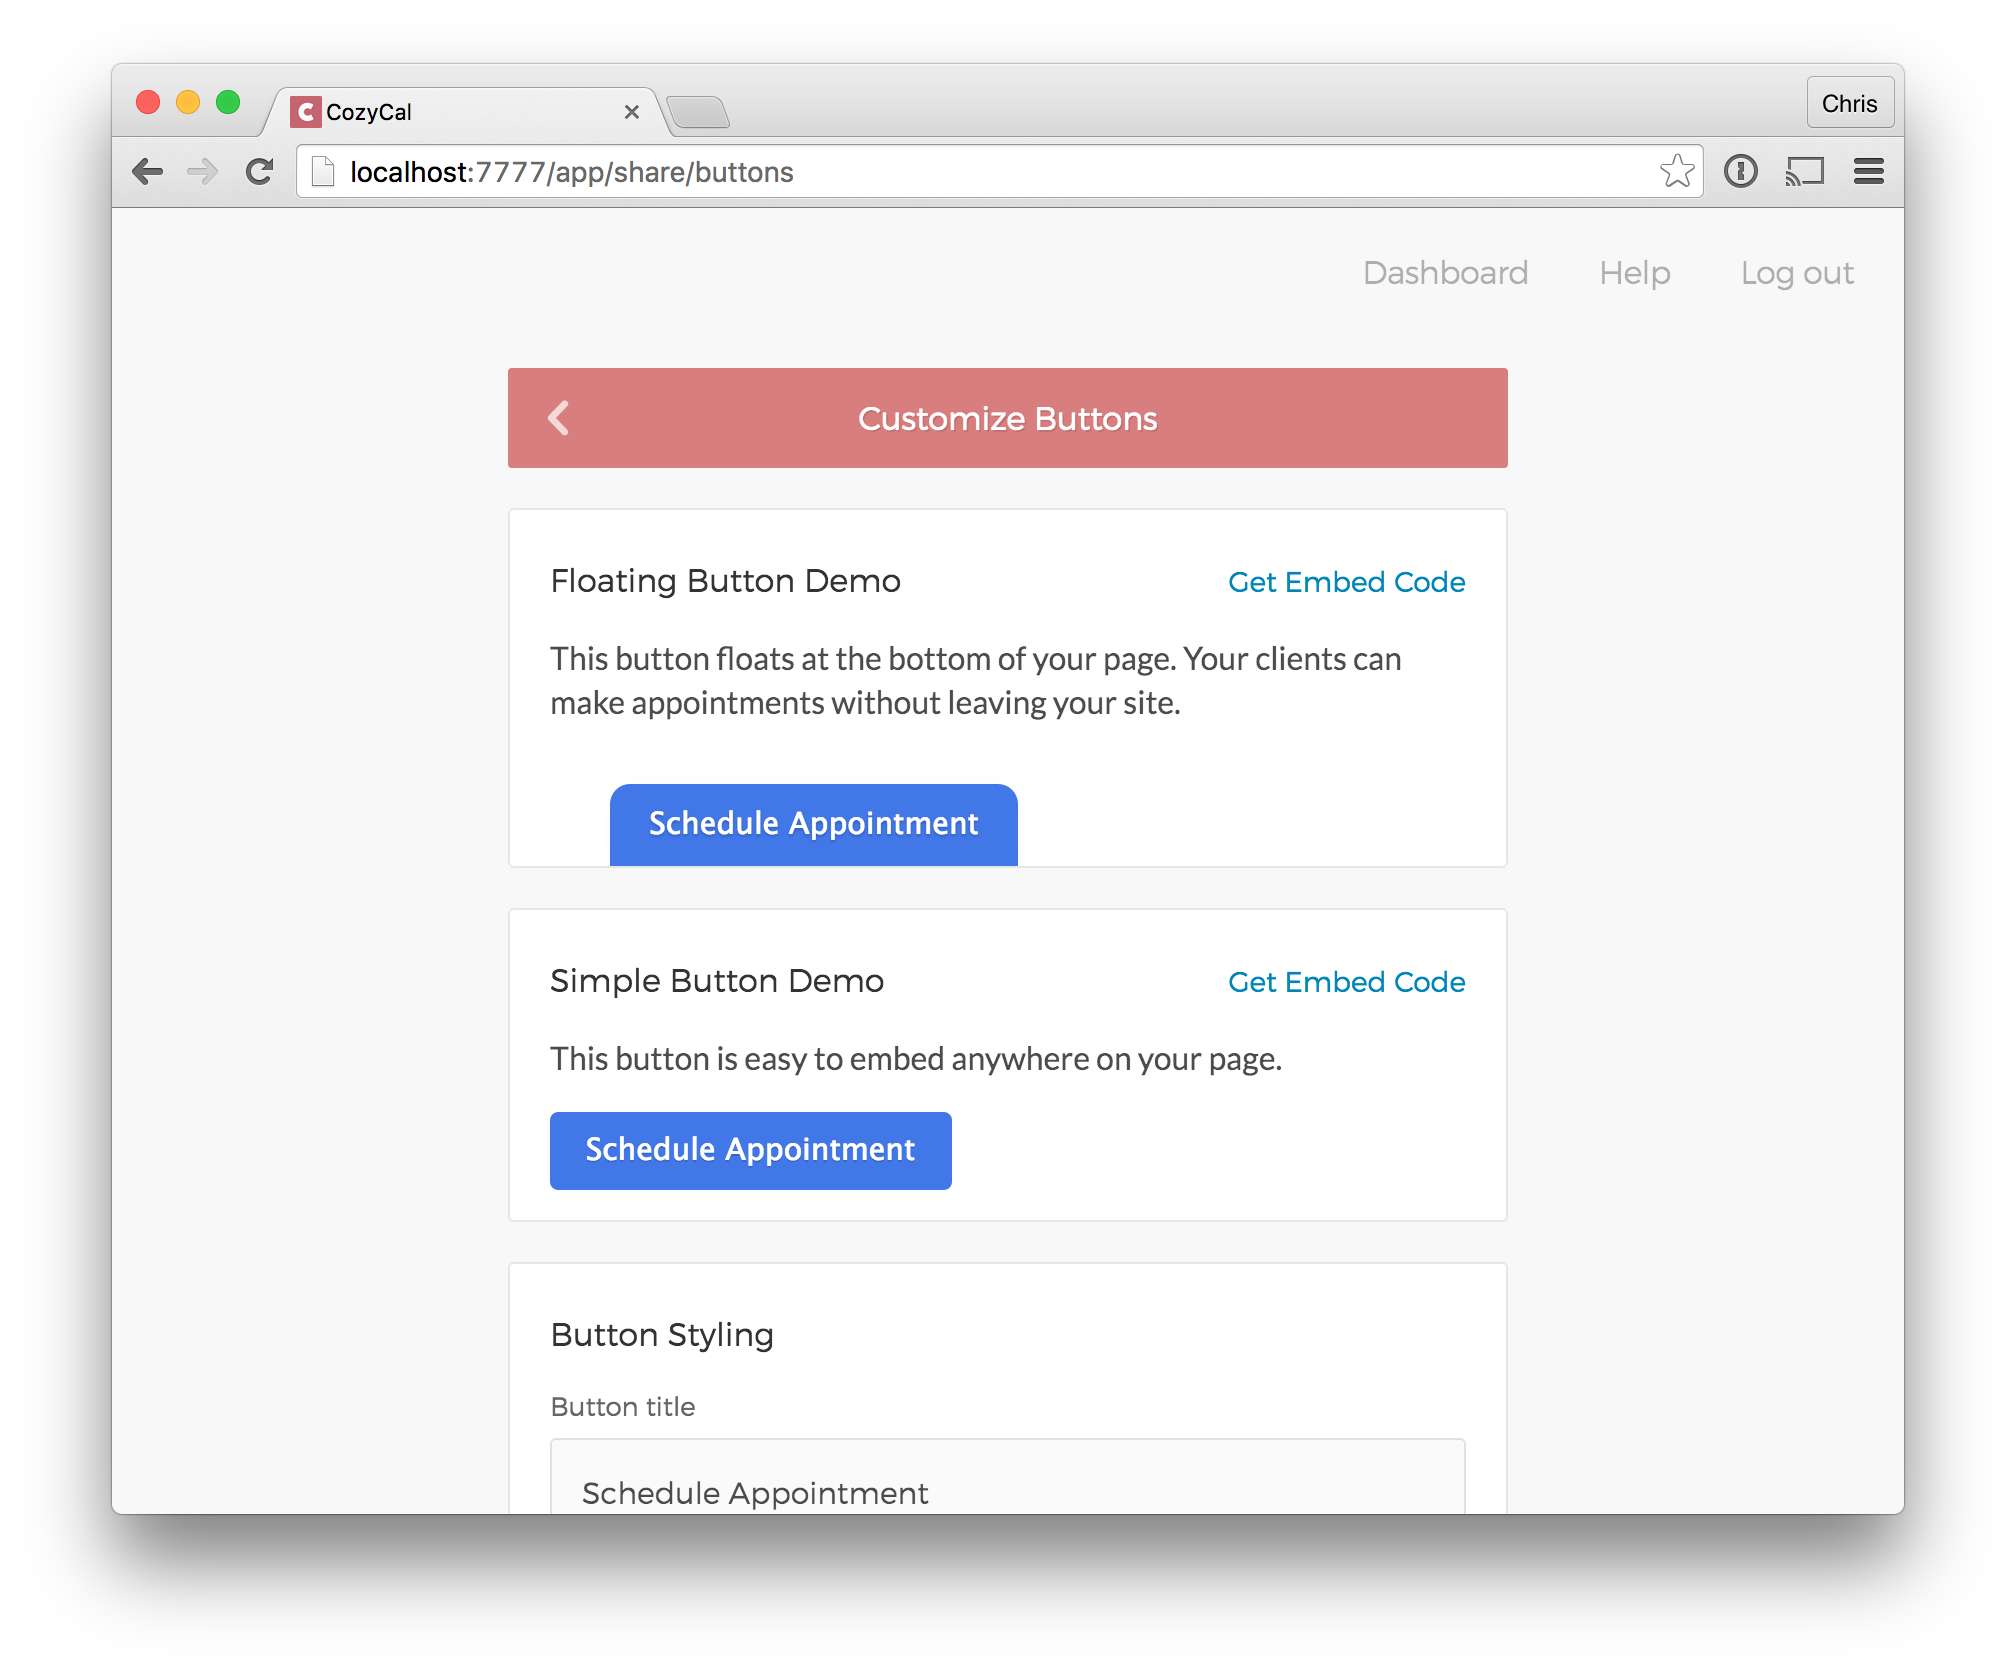 CozyCal
Chris
localhost:7777/app/share/buttons
Dashboard Help Log out
Customize Buttons
Floating Button Demo Get Embed Code
This button floats at the bottom of your page. Your clients can
make appointments without leaving your site.
Schedule Appointment
Simple Button Demo Get Embed Code
This button is easy to embed anywhere on your page.
Schedule Appointment
Button Styling
Button title
Schedule Appointment